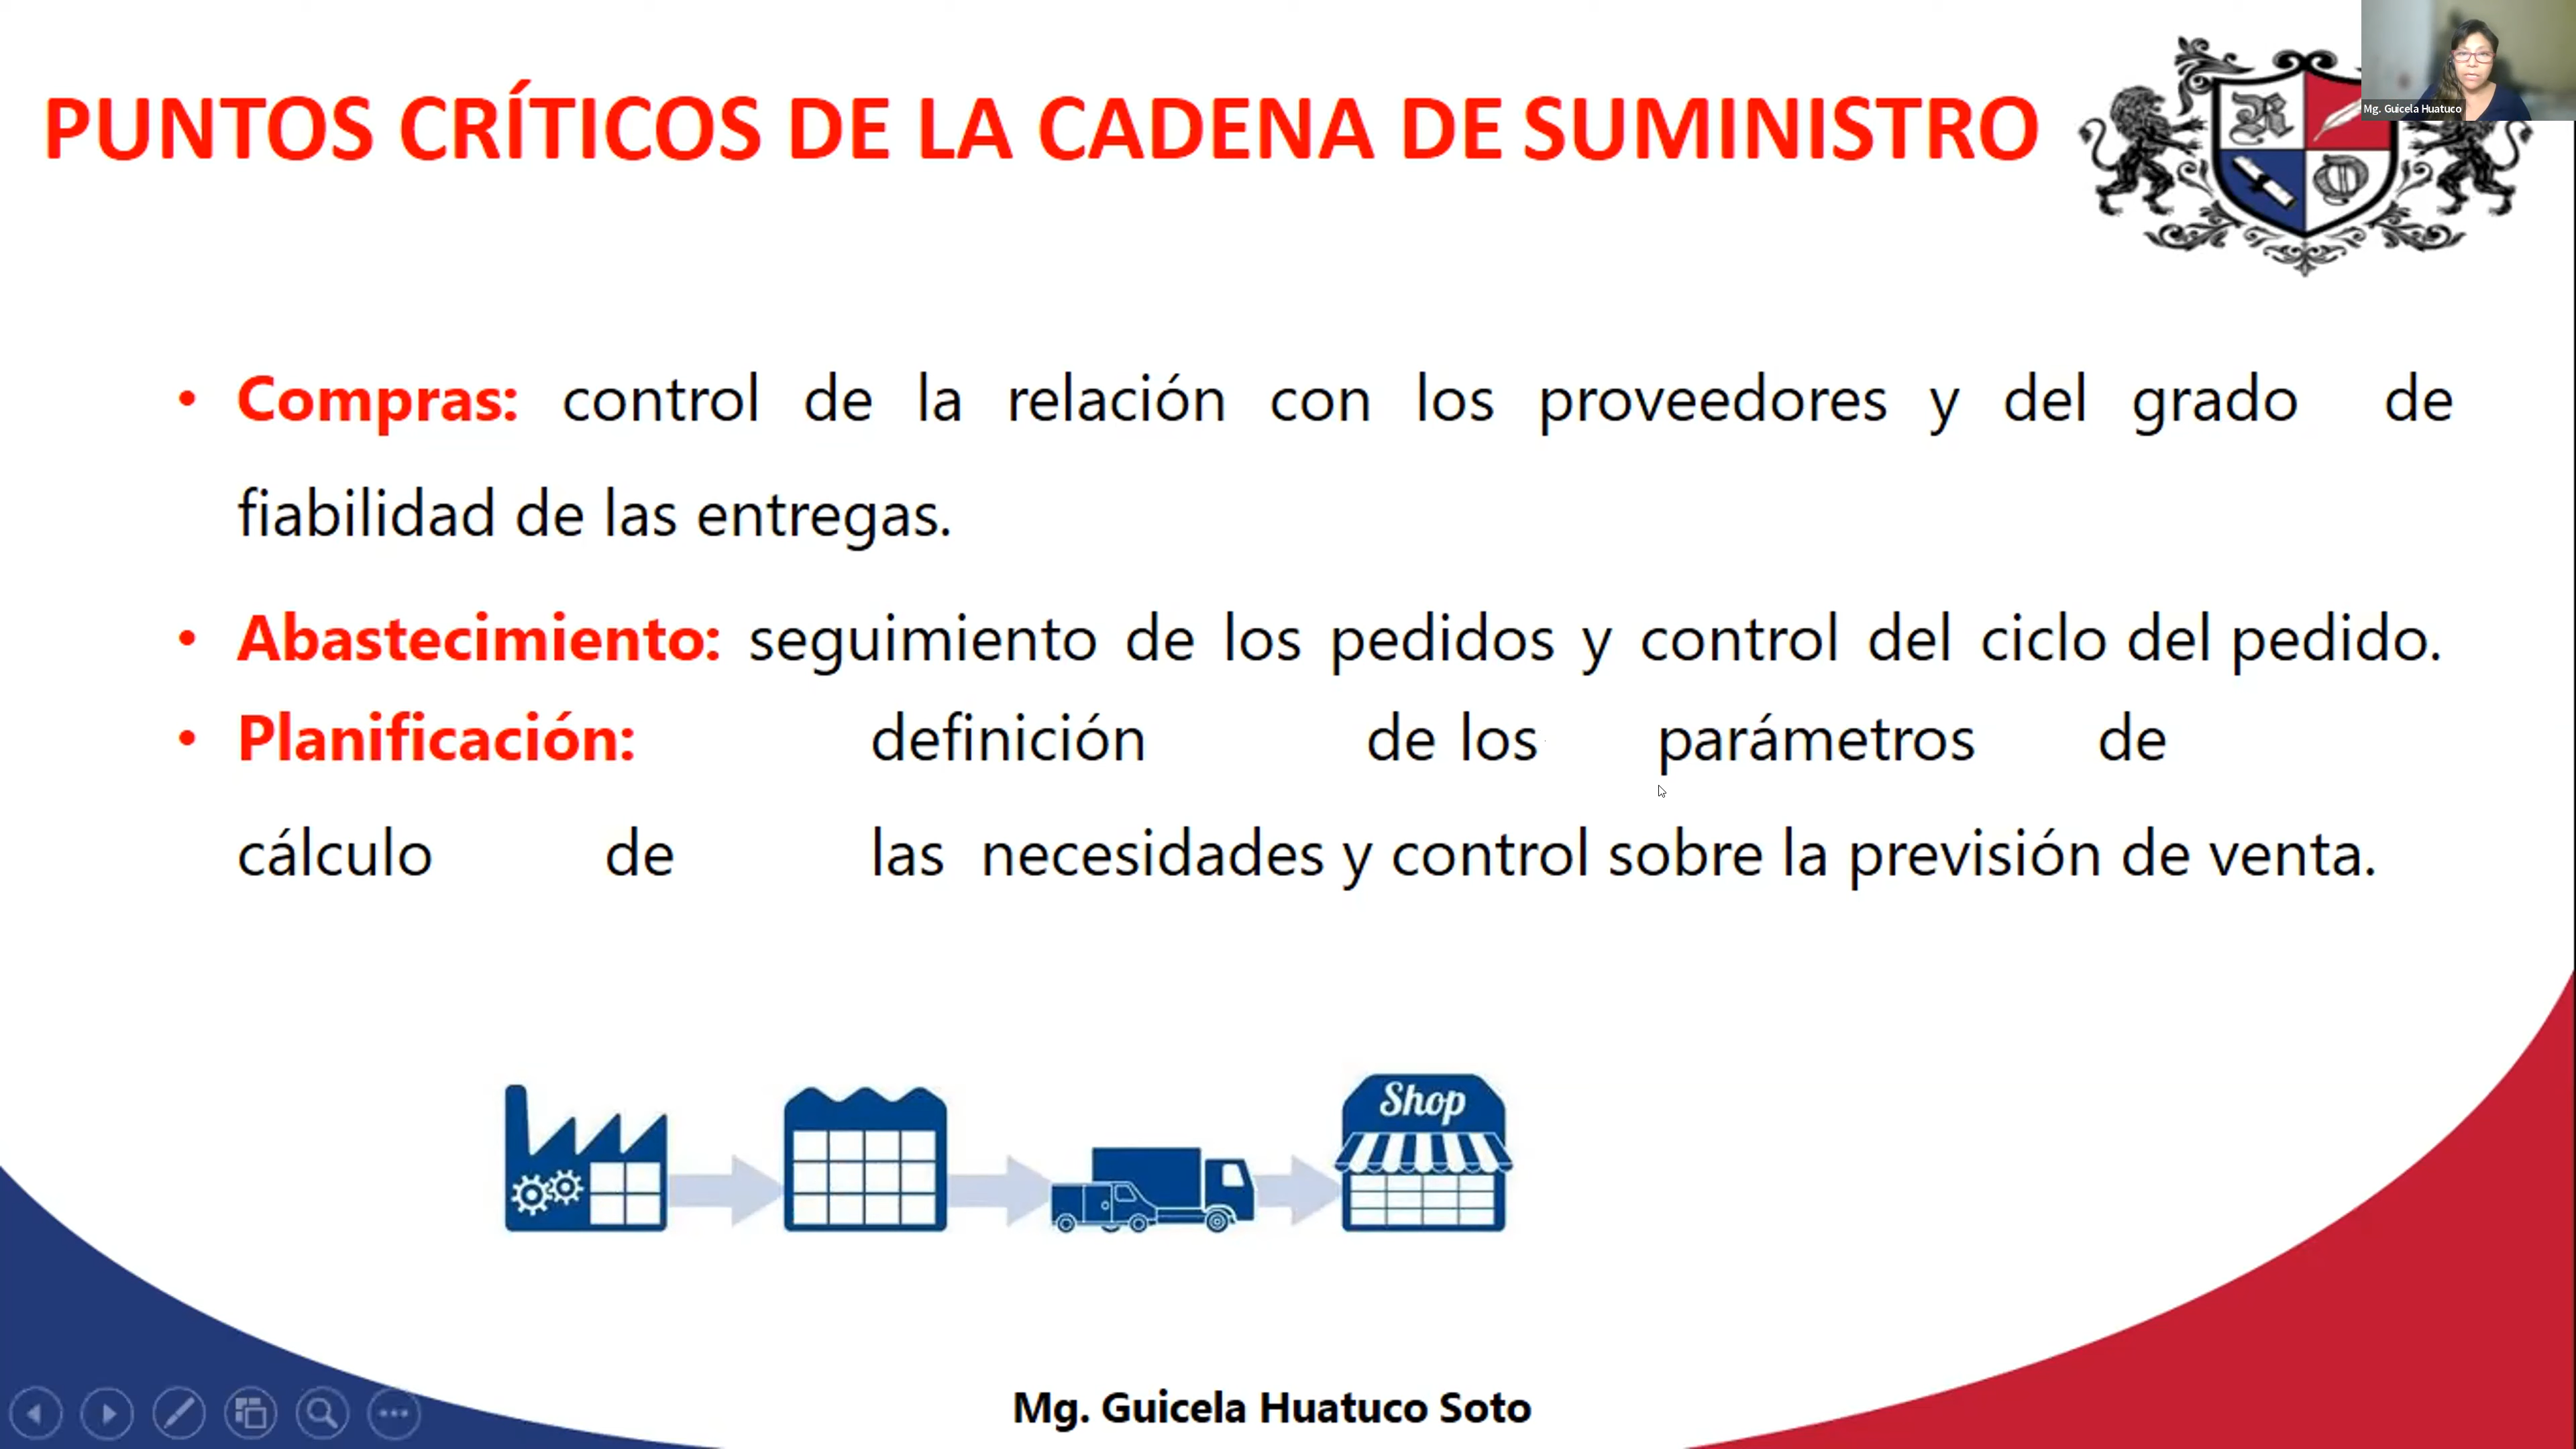 PUNTOS CRÍTICOS DE LA CADENA DE SUMINISTRO
Mg. Guicela Huatuco
• Compras: control de la relación con los proveedores y del grado de
fiabilidad de las entregas.
• Abastecimiento: seguimiento de los pedidos y control del ciclo del pedido.
• Planificación: definición de los parámetros de
cálculo de las necesidades y control sobre la previsión de venta.
Shop
Mg. Guicela Huatuco Soto